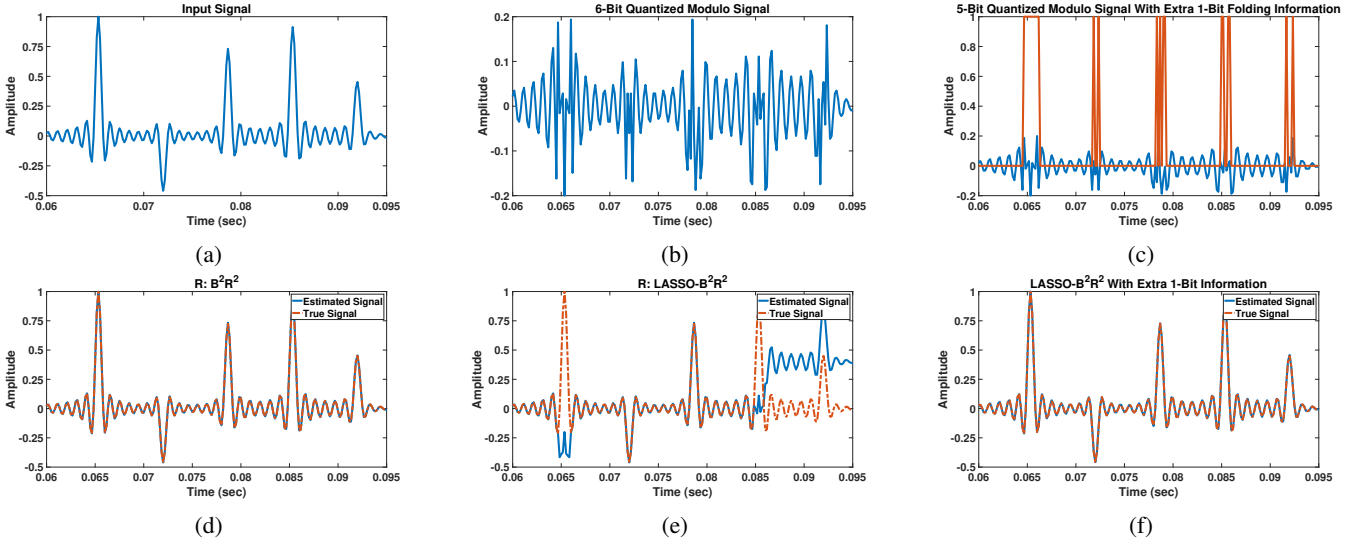 Input Signal
1
0.75
0.5
0.25
0
-0.25
-0.5
Amplitude
0.06 0.065 0.07 0.075 0.08 0.085 0.09 0.095
Time (sec)
(a)
6-Bit Quantized Modulo Signal
0.2
0.1
0
-0.1
-0.2
Amplitude
0.06 0.065 0.07 0.075 0.08 0.085 0.09 0.095
Time (sec)
(b)
5-Bit Quantized Modulo Signal With Extra 1-Bit Folding Information
1
0.8
0.6
0.4
0.2
0
-0.2
Amplitude
0.06 0.065 0.07 0.075 0.08 0.085 0.09 0.095
Time (sec)
(c)
R: B²R²
Estimated Signal
True Signal
1
0.75
0.5
0.25
0
-0.25
-0.5
Amplitude
0.06 0.065 0.07 0.075 0.08 0.085 0.09 0.095
Time (sec)
(d)
R: LASSO-B²R²
Estimated Signal
True Signal
1
0.75
0.5
0.25
0
-0.25
-0.5
Amplitude
0.06 0.065 0.07 0.075 0.08 0.085 0.09 0.095
Time (sec)
(e)
LASSO-B²R² With Extra 1-Bit Information
Estimated Signal
True Signal
1
0.75
0.5
0.25
0
-0.25
-0.5
Amplitude
0.06 0.065 0.07 0.075 0.08 0.085 0.09 0.095
Time (sec)
(f)